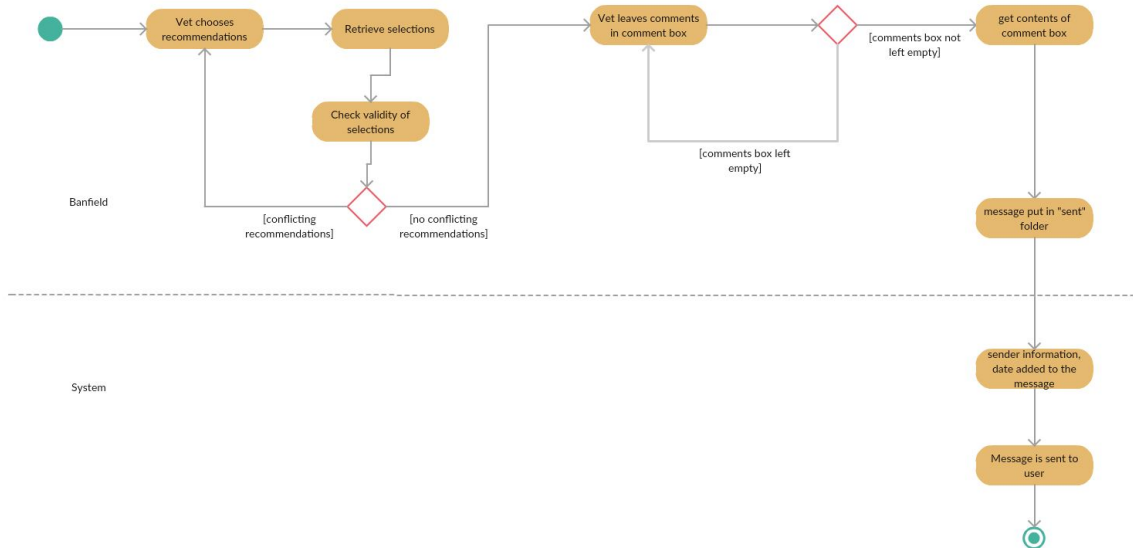 Vet chooses
recommendations
Retrieve selections
Check validity of
selections
[conflicting
recommendations]
[no conflicting
recommendations]
Vet leaves comments
in comment box
[comments box left
empty]
[comments box not
left empty]
get contents of
comment box
Banfield
message put in "sent"
folder
System
sender information,
date added to the
message
Message is sent to
user